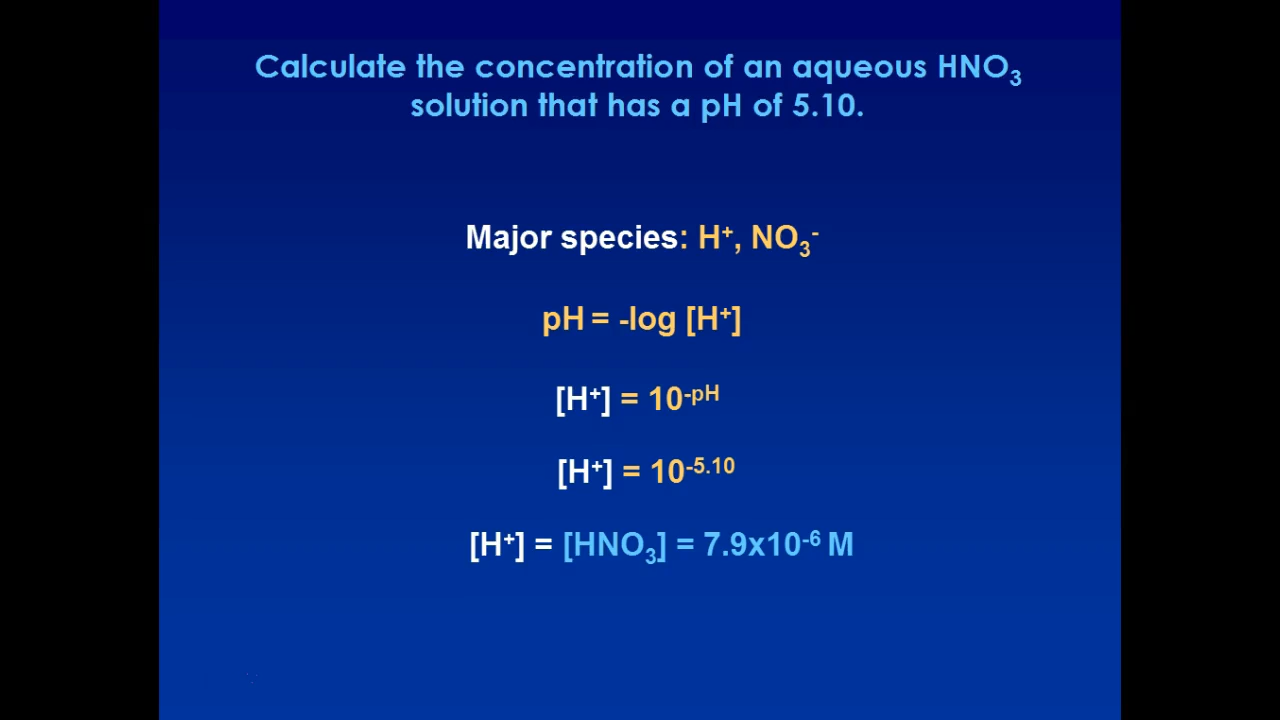 Calculate the concentration of an aqueous HNO₃
solution that has a pH of 5.10.
Major species: H⁺, NO₃⁻
pH = -log [H⁺]
[H⁺] = 10⁻ᵖᴴ
[H⁺] = 10⁻⁵·¹⁰
[H⁺] = [HNO₃] = 7.9x10⁻⁶ M